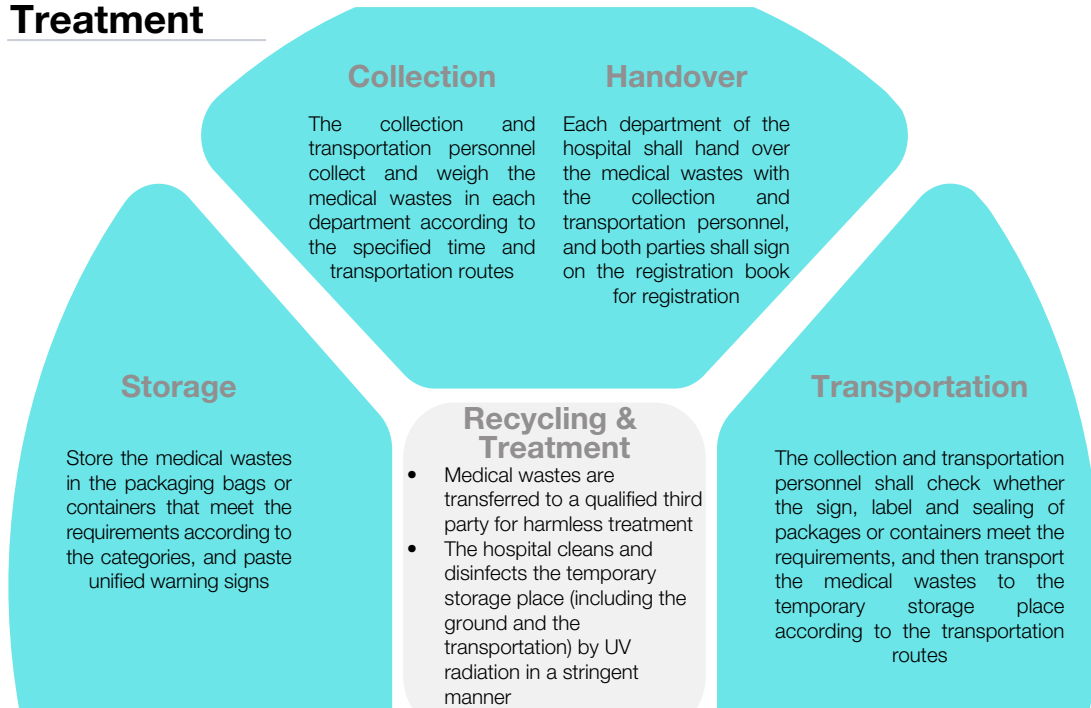 Treatment
Collection
The collection and
transportation personnel
collect and weigh the
medical wastes in each
department according to
the specified time and
transportation routes
Handover
Each department of the
hospital shall hand over
the medical wastes with
the collection and
transportation personnel,
and both parties shall sign
on the registration book
for registration
Storage
Store the medical wastes
in the packaging bags or
containers that meet the
requirements according to
the categories, and paste
unified warning signs
Recycling &
Treatment
• Medical wastes are
transferred to a qualified third
party for harmless treatment
• The hospital cleans and
disinfects the temporary
storage place (including the
ground and the
transportation) by UV
radiation in a stringent
manner
Transportation
The collection and transportation
personnel shall check whether
the sign, label and sealing of
packages or containers meet the
requirements, and then transport
the medical wastes to the
temporary storage place
according to the transportation
routes